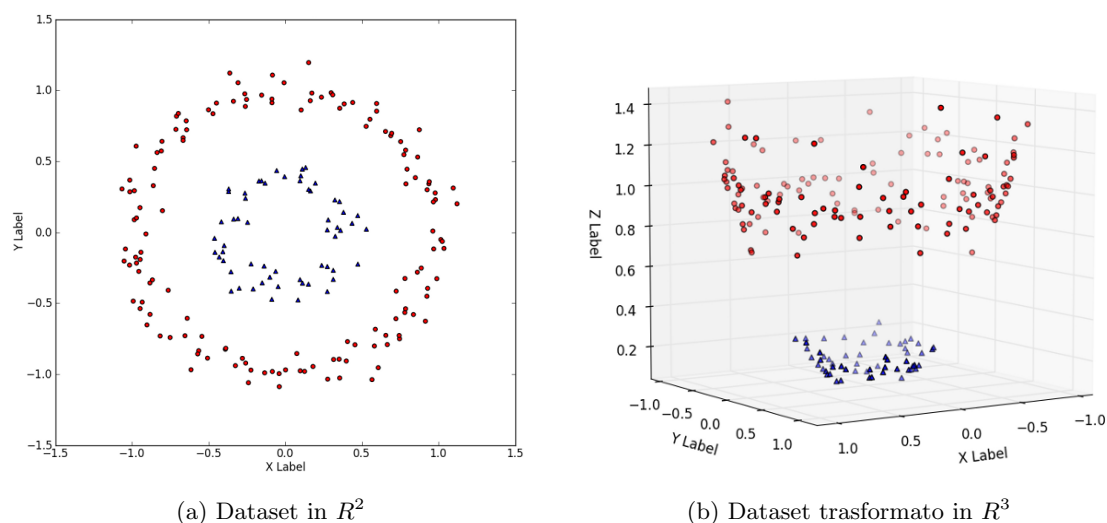 1.5
1.0
0.5
0.0
−0.5
−1.0
−1.5
Y Label
−1.5 −1.0 −0.5 0.0 0.5 1.0 1.5
X Label
(a) Dataset in R²
1.4
1.2
1.0
0.8
0.6
0.4
0.2
Z Label
−1.0 −0.5 0.0 0.5 1.0
Y Label
1.0 0.5 0.0 −0.5 −1.0
X Label
(b) Dataset trasformato in R³